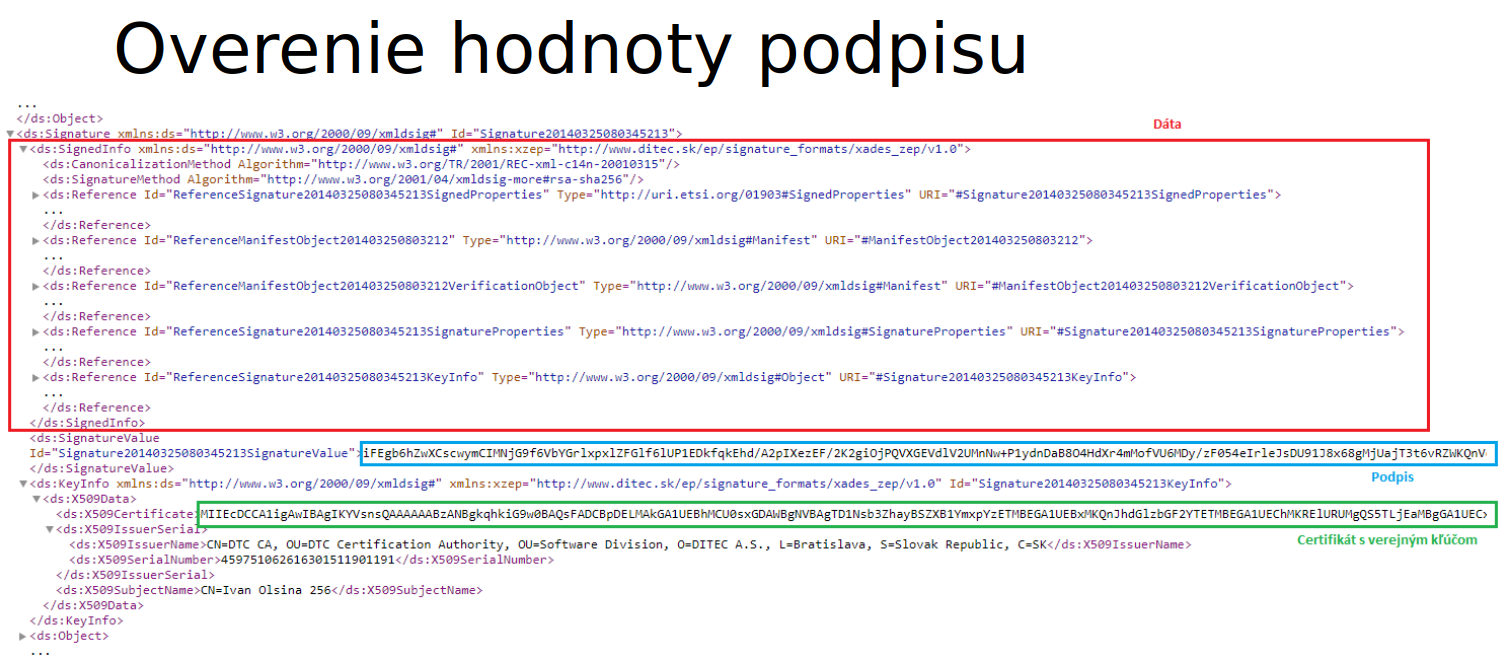 Overenie hodnoty podpisu
...
</ds:Object>
Dáta
▼<ds:Signature xmlns:ds="http://www.w3.org/2000/09/xmldsig#" Id="Signature20140325080345213">
▼<ds:SignedInfo xmlns:ds="http://www.w3.org/2000/09/xmldsig#" xmlns:xzep="http://www.ditec.sk/ep/signature_formats/xades_zep/v1.0">
<ds:CanonicalizationMethod Algorithm="http://www.w3.org/TR/2001/REC-xml-c14n-20010315"/>
<ds:SignatureMethod Algorithm="http://www.w3.org/2001/04/xmldsig-more#rsa-sha256"/>
▶<ds:Reference Id="ReferenceSignature20140325080345213SignedProperties" Type="http://uri.etsi.org/01903#SignedProperties" URI="#Signature20140325080345213SignedProperties">
...
</ds:Reference>
▶<ds:Reference Id="ReferenceManifestObject201403250803212" Type="http://www.w3.org/2000/09/xmldsig#Manifest" URI="#ManifestObject201403250803212">
...
</ds:Reference>
▶<ds:Reference Id="ReferenceManifestObject201403250803212VerificationObject" Type="http://www.w3.org/2000/09/xmldsig#Manifest" URI="#ManifestObject201403250803212VerificationObject">
...
</ds:Reference>
▶<ds:Reference Id="ReferenceSignature20140325080345213SignatureProperties" Type="http://www.w3.org/2000/09/xmldsig#SignatureProperties" URI="#Signature20140325080345213SignatureProperties">
...
</ds:Reference>
▶<ds:Reference Id="ReferenceSignature20140325080345213KeyInfo" Type="http://www.w3.org/2000/09/xmldsig#Object" URI="#Signature20140325080345213KeyInfo">
...
</ds:Reference>
</ds:SignedInfo>
<ds:SignatureValue
Id="Signature20140325080345213SignatureValue">iFEgb6hZwXCscwymCIMNjG9f6VbYGrlxpxlZFGlf6lUP1EDkfqkEhd/A2pIXezEF/2K2giOjPQVXGEVdlV2UMnNw+P1ydnDaB8O4HdXr4mMofVU6MDy/zF054eIrleJsDU91J8x68gMjUajT3t6vRZWKQnV
</ds:SignatureValue>
Podpis
▼<ds:KeyInfo xmlns:ds="http://www.w3.org/2000/09/xmldsig#" xmlns:xzep="http://www.ditec.sk/ep/signature_formats/xades_zep/v1.0" Id="Signature20140325080345213KeyInfo">
▼<ds:X509Data>
<ds:X509Certificate>MIIEcDCCA1igAwIBAgIKYVsnsQAAAAAABzANBgkqhkiG9w0BAQsFADCBpDELMAkGA1UEBhMCU0sxGDAWBgNVBAgTD1Nsb3ZhayBSZXB1YmxpYzETMBEGA1UEBxMKQnJhdGlzbGF2YTETMBEGA1UEChMKRElURUMgQS5TLjEaMBgGA1UECx
▼<ds:X509IssuerSerial>
<ds:X509IssuerName>CN=DTC CA, OU=DTC Certification Authority, OU=Software Division, O=DITEC A.S., L=Bratislava, S=Slovak Republic, C=SK</ds:X509IssuerName>
Certifikát s verejným kľúčom
<ds:X509SerialNumber>459751062616301511901191</ds:X509SerialNumber>
</ds:X509IssuerSerial>
<ds:X509SubjectName>CN=Ivan Olsina 256</ds:X509SubjectName>
</ds:X509Data>
</ds:KeyInfo>
▶<ds:Object>
...